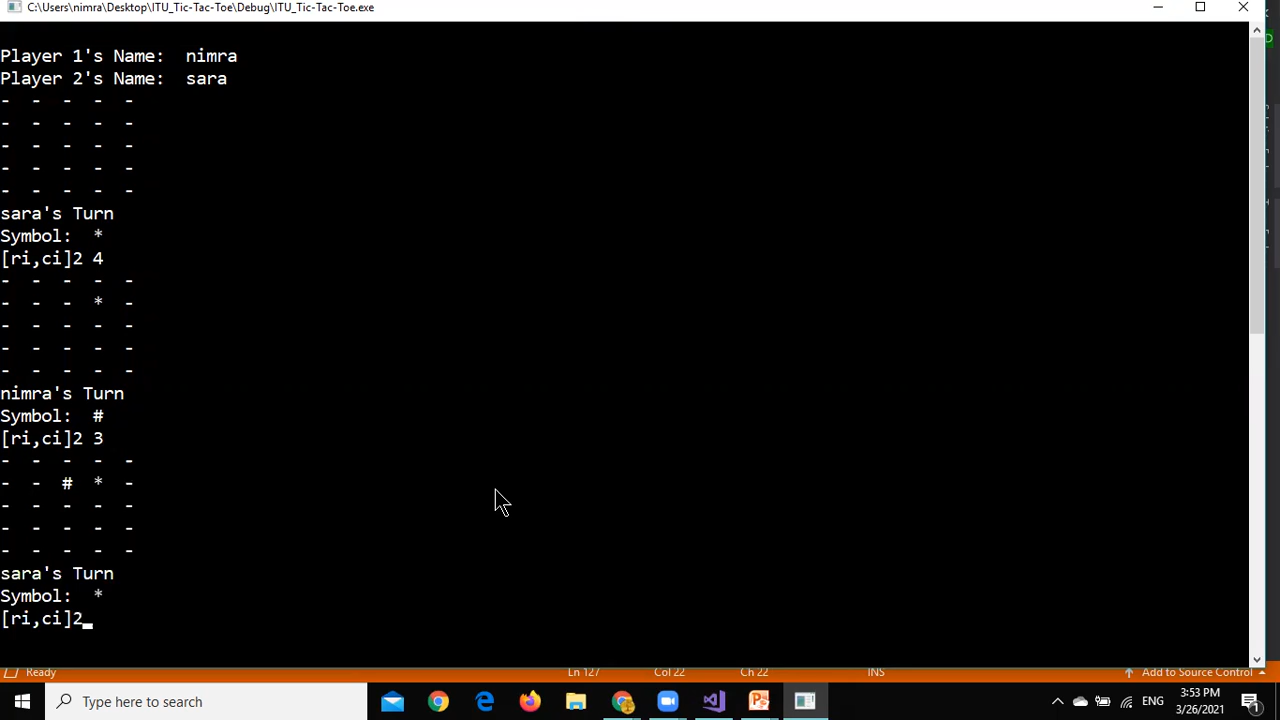 C:\Users\nimra\Desktop\ITU_Tic-Tac-Toe\Debug\ITU_Tic-Tac-Toe.exe
Player 1's Name:  nimra
Player 2's Name:  sara
-  -  -  -  -
-  -  -  -  -
-  -  -  -  -
-  -  -  -  -
-  -  -  -  -
sara's Turn
Symbol:  *
[ri,ci]2 4
-  -  -  -  -
-  -  -  *  -
-  -  -  -  -
-  -  -  -  -
-  -  -  -  -
nimra's Turn
Symbol:  #
[ri,ci]2 3
-  -  -  -  -
-  -  #  *  -
-  -  -  -  -
-  -  -  -  -
-  -  -  -  -
sara's Turn
Symbol:  *
[ri,ci]2_
Ready Ln 127 Col 22 Ch 22 INS Add to Source Control
Type here to search
ENG
3:53 PM
3/26/2021
1